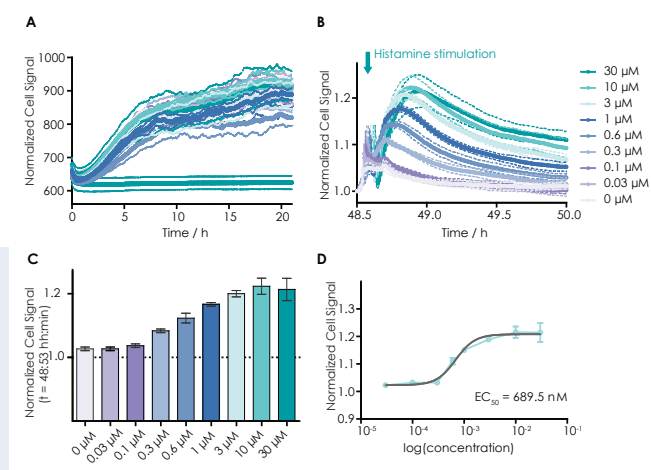 A
Normalized Cell Signal
1000
900
800
700
600
0
5
10
15
20
Time / h
B
Histamine stimulation
Normalized Cell Signal
1.2
1.1
1.0
48.5
49.0
49.5
50.0
Time / h
30 µM
10 µM
3 µM
1 µM
0.6 µM
0.3 µM
0.1 µM
0.03 µM
0 µM
C
Normalized Cell Signal
(t = 48:53 hh:min)
1.2
1.0
0 µM
0.03 µM
0.1 µM
0.3 µM
0.6 µM
1 µM
3 µM
10 µM
30 µM
D
Normalized Cell Signal
1.3
1.2
1.1
1.0
0.9
10-5
10-4
10-3
10-2
10-1
log(concentration)
EC50 = 689.5 nM